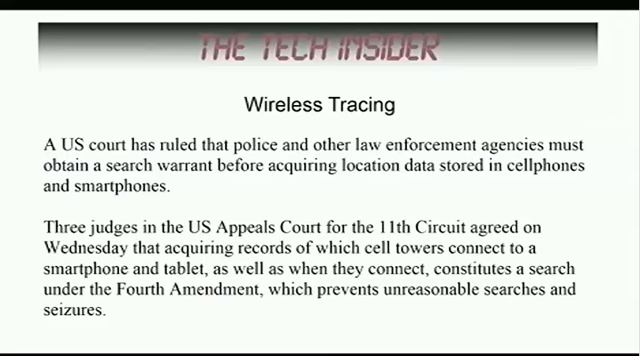 THE TECH INSIDER
Wireless Tracing
A US court has ruled that police and other law enforcement agencies must
obtain a search warrant before acquiring location data stored in cellphones
and smartphones.
Three judges in the US Appeals Court for the 11th Circuit agreed on
Wednesday that acquiring records of which cell towers connect to a
smartphone and tablet, as well as when they connect, constitutes a search
under the Fourth Amendment, which prevents unreasonable searches and
seizures.